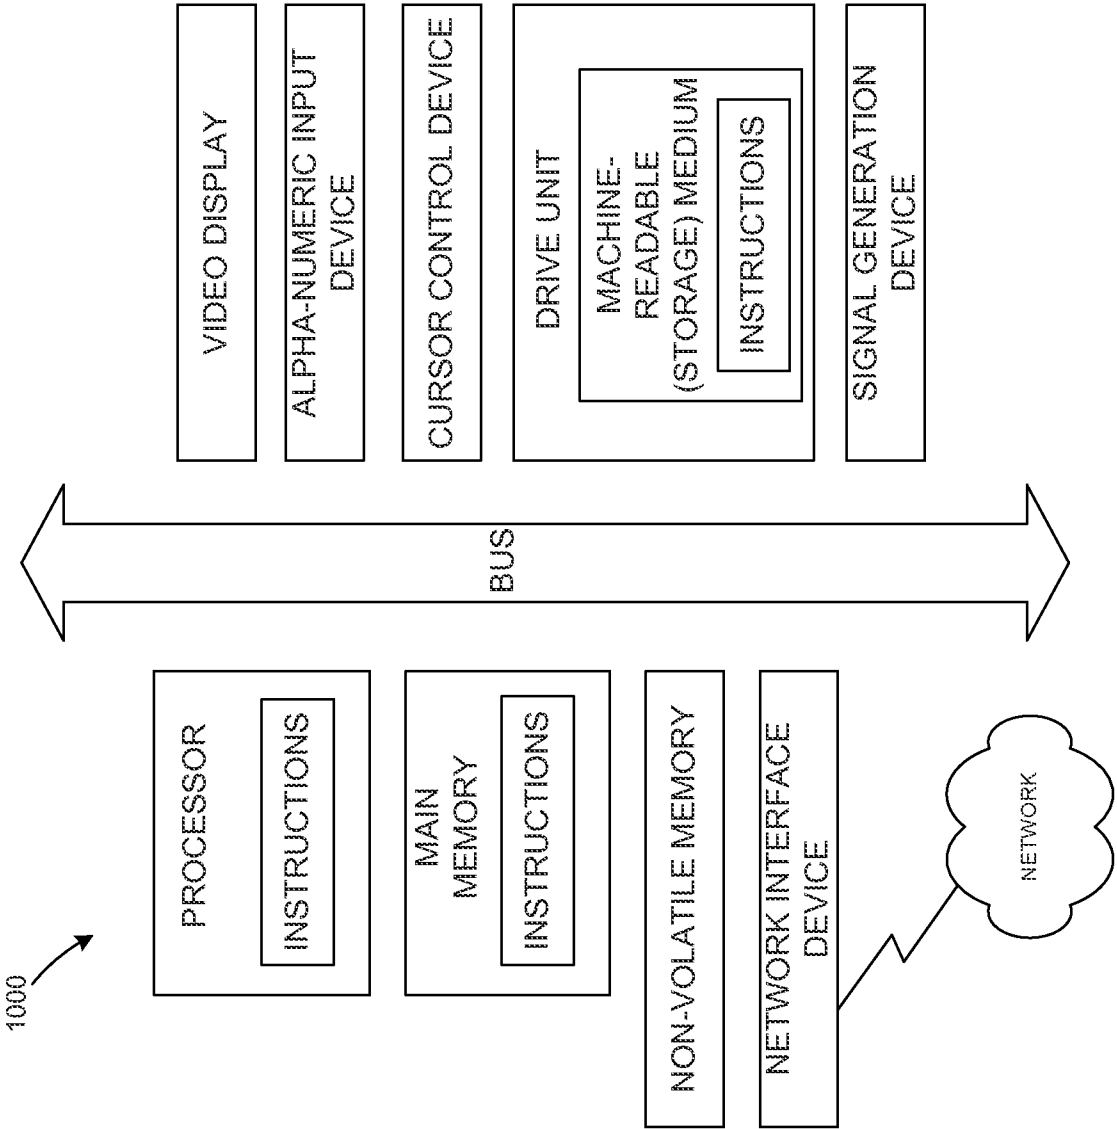 1000
PROCESSOR
INSTRUCTIONS
MAIN
MEMORY
INSTRUCTIONS
NON-VOLATILE MEMORY
NETWORK INTERFACE
DEVICE
NETWORK
BUS
VIDEO DISPLAY
ALPHA-NUMERIC INPUT
DEVICE
CURSOR CONTROL DEVICE
DRIVE UNIT
MACHINE-
READABLE
(STORAGE) MEDIUM
INSTRUCTIONS
SIGNAL GENERATION
DEVICE